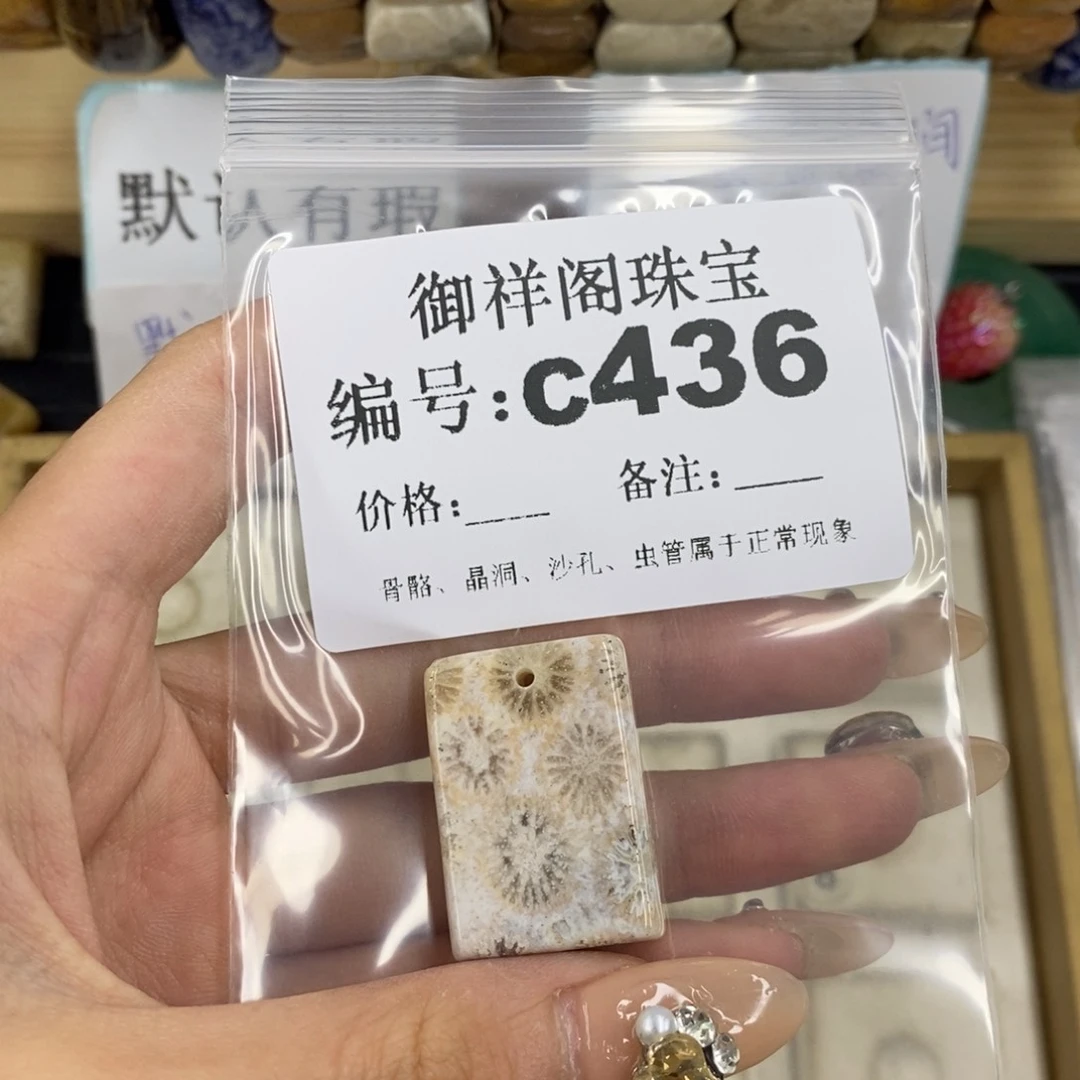 默认有瑕
间
御祥阁珠宝
编号:c436
价格:____ 备注:____
骨骼、晶洞、沙孔、虫管属于正常现象